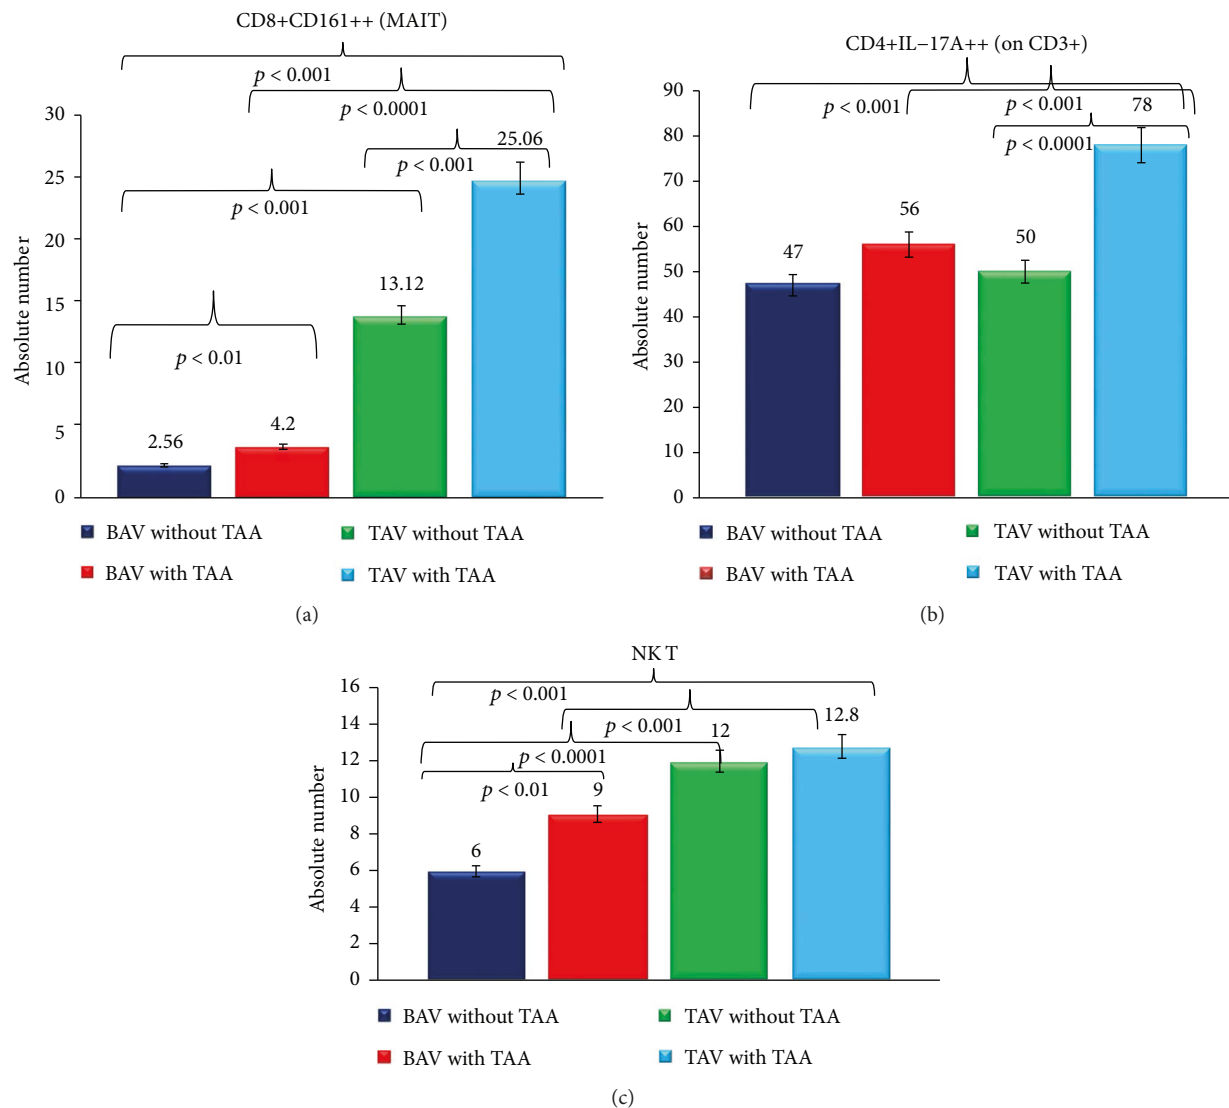 CD8+CD161++ (MAIT)
p < 0.001
p < 0.0001
p < 0.001
p < 0.001
p < 0.01
Absolute number
30
25
20
15
10
5
0
2.56
4.2
13.12
25.06
BAV without TAA
TAV without TAA
BAV with TAA
TAV with TAA
(a)
CD4+IL−17A++ (on CD3+)
p < 0.001
p < 0.001
p < 0.0001
Absolute number
90
80
70
60
50
40
30
20
10
0
47
56
50
78
BAV without TAA
TAV without TAA
BAV with TAA
TAV with TAA
(b)
NK T
p < 0.001
p < 0.001
p < 0.0001
p < 0.01
Absolute number
16
14
12
10
8
6
4
2
0
6
9
12
12.8
BAV without TAA
TAV without TAA
BAV with TAA
TAV with TAA
(c)